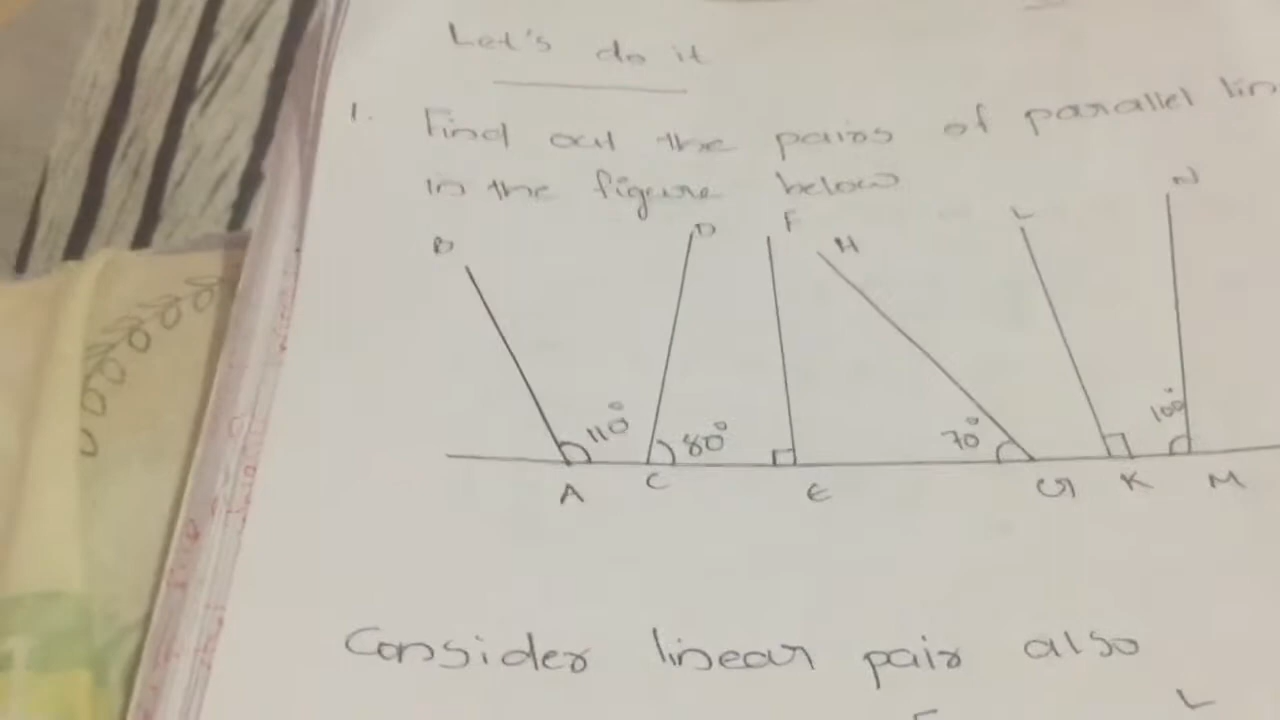 Let's do it
1. Find out the pairs of parallel lin
in the figure below
B D F H L N
110° 80° 70° 100°
A C E G K M
Consider linear pair also
L